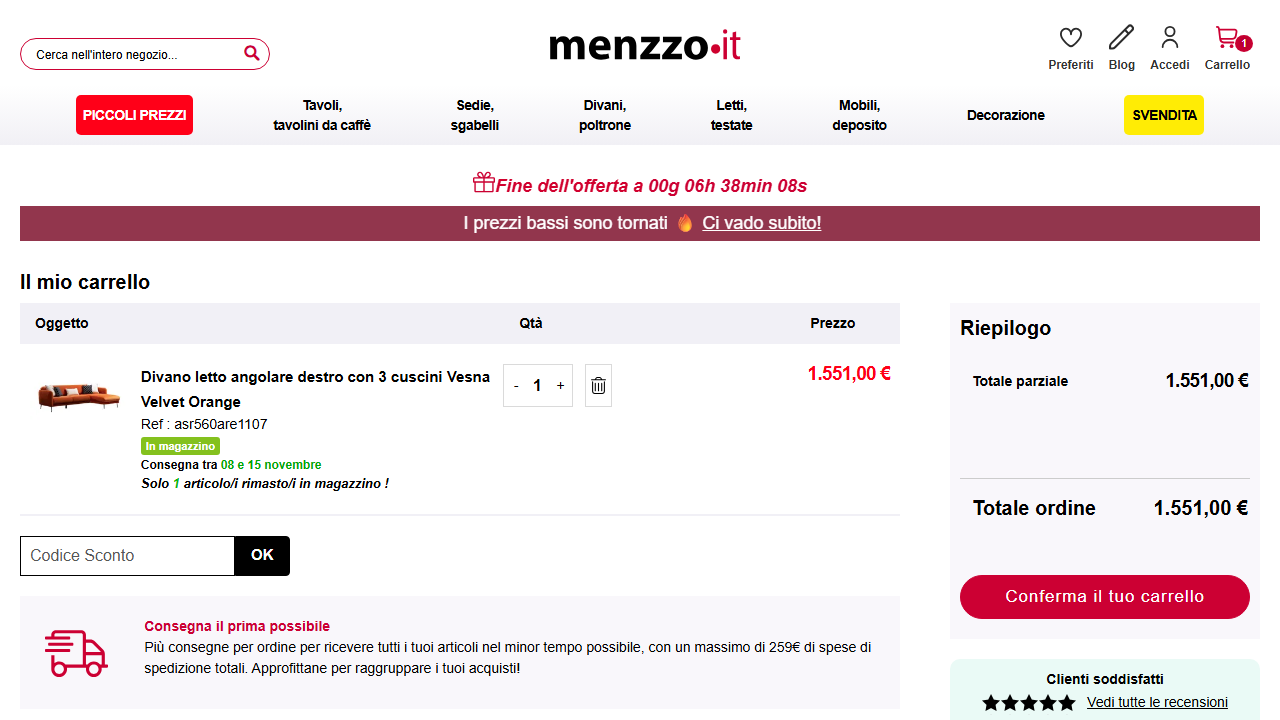 Cerca nell'intero negozio...
menzzo•it
Preferiti
Blog
Accedi
1
Carrello
PICCOLI PREZZI
Tavoli,
tavolini da caffè
Sedie,
sgabelli
Divani,
poltrone
Letti,
testate
Mobili,
deposito
Decorazione
SVENDITA
Fine dell'offerta a 00g 06h 38min 08s
I prezzi bassi sono tornati 🔥 Ci vado subito!
Il mio carrello
Oggetto Qtà Prezzo
Divano letto angolare destro con 3 cuscini Vesna
Velvet Orange
Ref : asr560are1107
In magazzino
Consegna tra 08 e 15 novembre
Solo 1 articolo/i rimasto/i in magazzino !
- 1 +
1.551,00 €
Codice Sconto OK
Consegna il prima possibile
Più consegne per ordine per ricevere tutti i tuoi articoli nel minor tempo possibile, con un massimo di 259€ di spese di
spedizione totali. Approfittane per raggruppare i tuoi acquisti!
Riepilogo
Totale parziale 1.551,00 €
Totale ordine 1.551,00 €
Conferma il tuo carrello
Clienti soddisfatti
Vedi tutte le recensioni